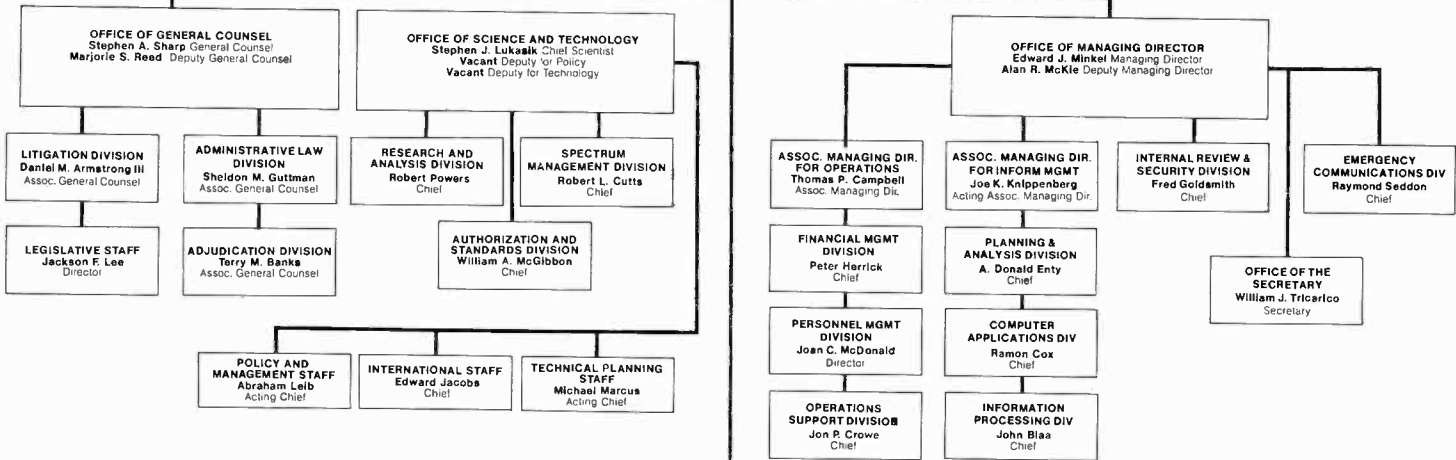 OFFICE OF GENERAL COUNSEL
Stephen A. Sharp General Counsel
Marjorie S. Reed Deputy General Counsel
OFFICE OF SCIENCE AND TECHNOLOGY
Stephen J. Lukasik Chief Scientist
Vacant Deputy for Policy
Vacant Deputy for Technology
OFFICE OF MANAGING DIRECTOR
Edward J. Minkel Managing Director
Alan R. McKie Deputy Managing Director
LITIGATION DIVISION
Daniel M. Armstrong III
Assoc. General Counsel
ADMINISTRATIVE LAW
DIVISION
Sheldon M. Guttman
Assoc. General Counsel
RESEARCH AND
ANALYSIS DIVISION
Robert Powers
Chief
SPECTRUM
MANAGEMENT DIVISION
Robert L. Cutts
Chief
ASSOC. MANAGING DIR.
FOR OPERATIONS
Thomas P. Campbell
Assoc. Managing Dir.
ASSOC. MANAGING DIR.
FOR INFORM MGMT
Joe K. Knippenberg
Acting Assoc. Managing Dir.
INTERNAL REVIEW &
SECURITY DIVISION
Fred Goldsmith
Chief
EMERGENCY
COMMUNICATIONS DIV
Raymond Seddon
Chief
LEGISLATIVE STAFF
Jackson F. Lee
Director
ADJUDICATION DIVISION
Terry M. Banks
Assoc. General Counsel
AUTHORIZATION AND
STANDARDS DIVISION
William A. McGibbon
Chief
FINANCIAL MGMT
DIVISION
Peter Herrick
Chief
PLANNING &
ANALYSIS DIVISION
A. Donald Enty
Chief
OFFICE OF THE
SECRETARY
William J. Tricarico
Secretary
PERSONNEL MGMT
DIVISION
Joan C. McDonald
Director
COMPUTER
APPLICATIONS DIV
Ramon Cox
Chief
POLICY AND
MANAGEMENT STAFF
Abraham Leib
Acting Chief
INTERNATIONAL STAFF
Edward Jacobs
Chief
TECHNICAL PLANNING
STAFF
Michael Marcus
Acting Chief
OPERATIONS
SUPPORT DIVISION
Jon P. Crowe
Chief
INFORMATION
PROCESSING DIV
John Blaa
Chief